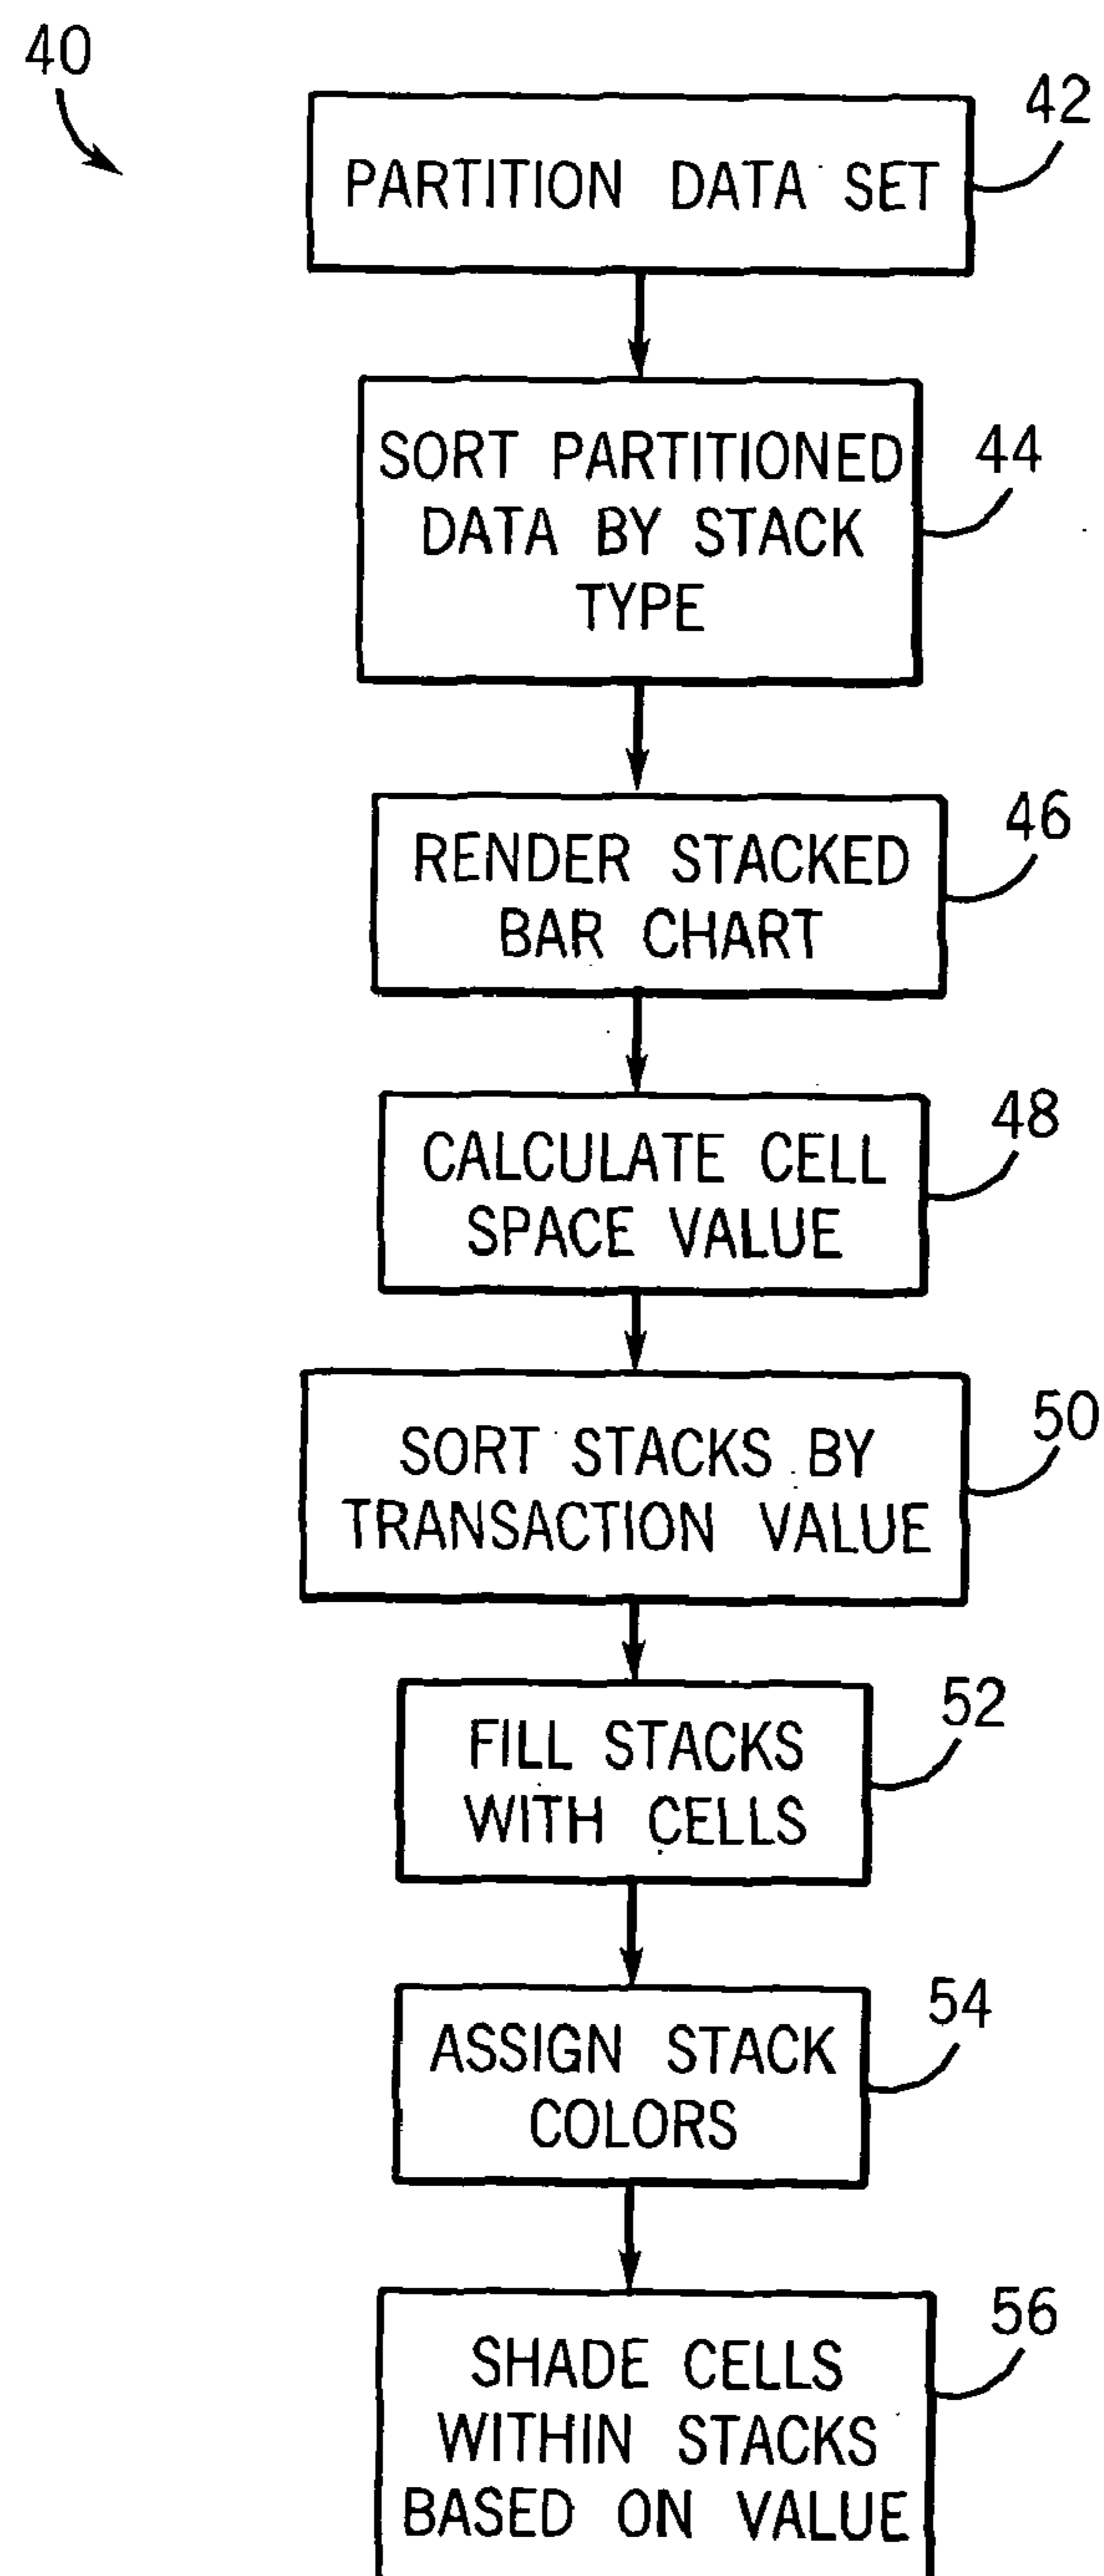 40
42
PARTITION DATA SET
SORT PARTITIONED
DATA BY STACK
TYPE
44
RENDER STACKED
BAR CHART
46
CALCULATE CELL
SPACE VALUE
48
SORT STACKS BY
TRANSACTION VALUE
50
FILL STACKS
WITH CELLS
52
ASSIGN STACK
COLORS
54
SHADE CELLS
WITHIN STACKS
BASED ON VALUE
56